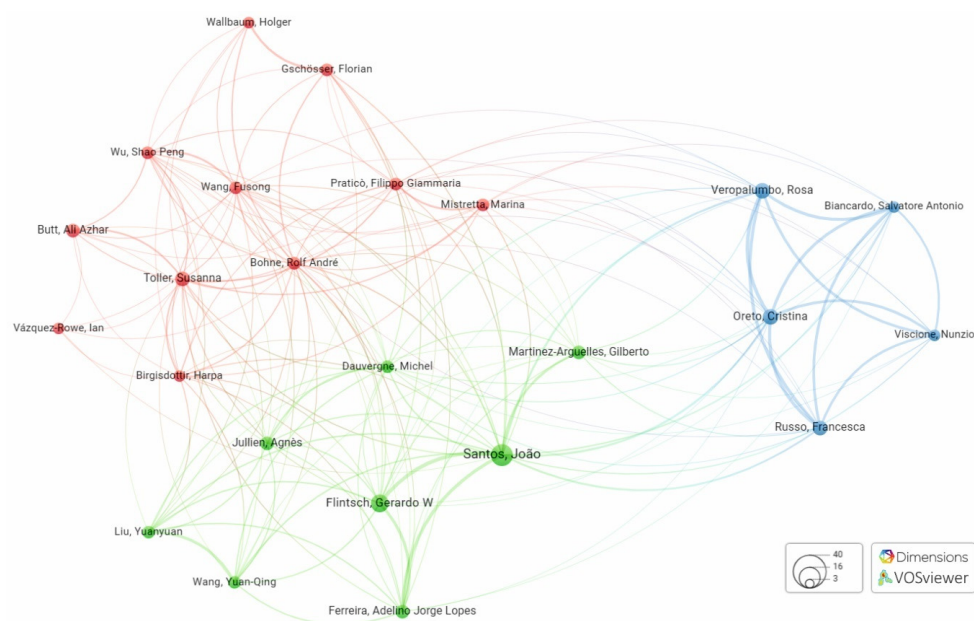 Wallbaum, Holger
Gschösser, Florian
Wu, Shao Peng
Wang, Fusong
Praticò, Filippo Giammaria
Mistretta, Marina
Veropalumbo, Rosa
Biancardo, Salvatore Antonio
Butt, Ali Azhar
Bohne, Rolf André
Toller, Susanna
Oreto, Cristina
Vázquez-Rowe, Ian
Viscione, Nunzio
Martinez-Arguelles, Gilberto
Dauvergne, Michel
Birgisdottir, Harpa
Russo, Francesca
Jullien, Agnès
Santos, João
Flintsch, Gerardo W
Liu, Yuanyuan
Wang, Yuan-Qing
Ferreira, Adelino Jorge Lopes
40
16
3
Dimensions
VOSviewer